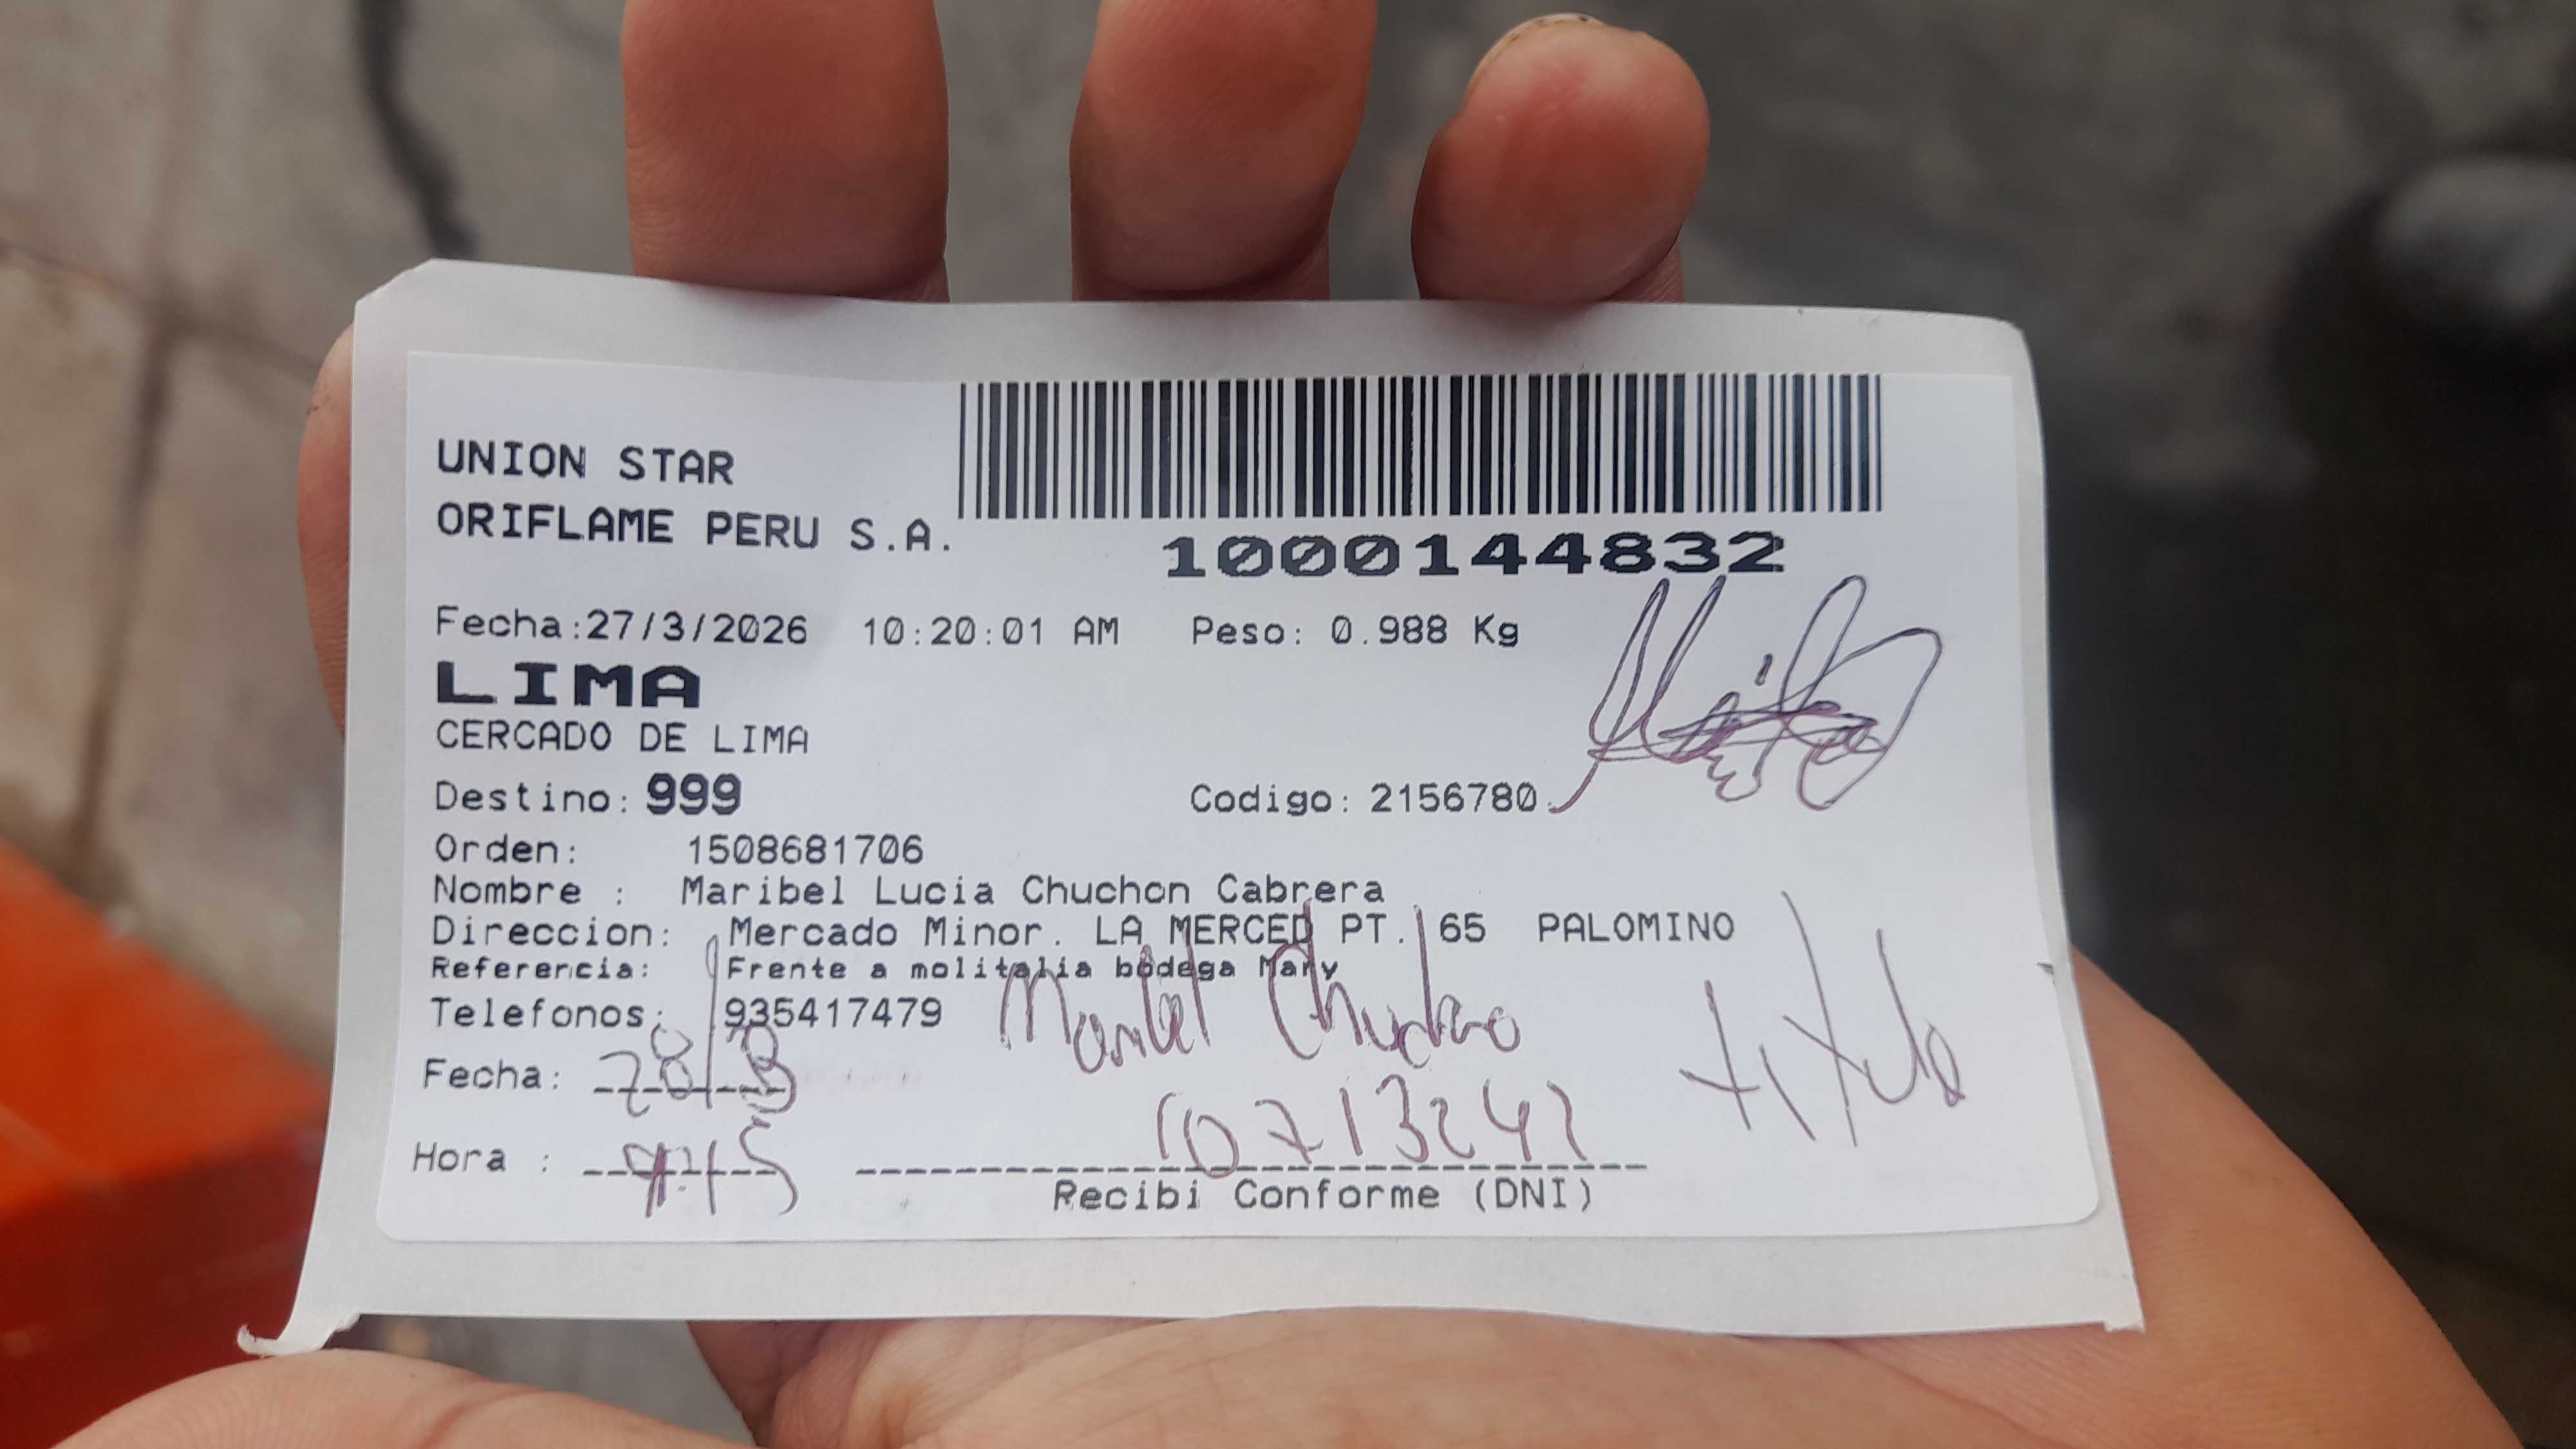 UNION STAR
ORIFLAME PERU S.A.
1000144832
Fecha:27/3/2026 10:20:01 AM Peso: 0.988 Kg
LIMA
CERCADO DE LIMA
Destino: 999 Codigo: 2156780
Orden: 1508681706
Nombre : Maribel Lucia Chuchon Cabrera
Direccion: Mercado Minor. LA MERCED PT. 65 PALOMINO
Referencia: Frente a molitalia bodega Mary
Telefonos: 935417479
Maribel Chuchon
Fecha: 28/3
Hora :
Recibi Conforme (DNI)